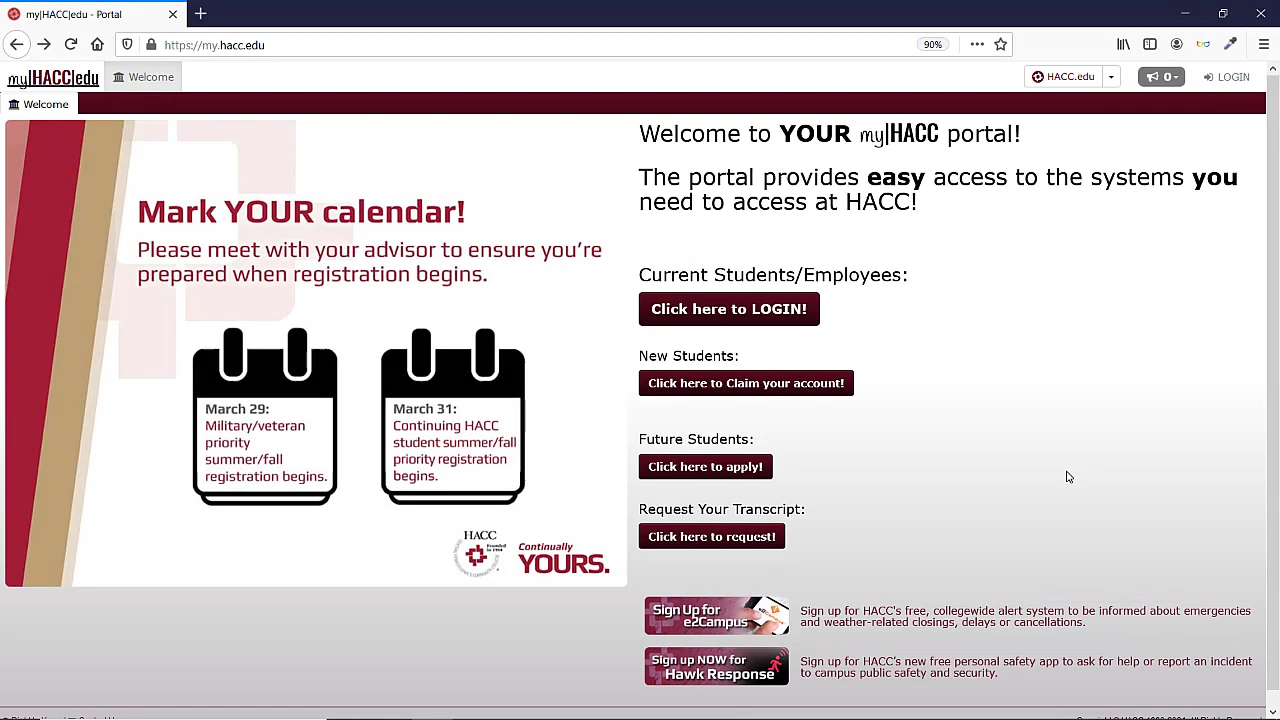 my|HACC|edu - Portal
https://my.hacc.edu
90%
my|HACC|edu
Welcome
HACC.edu
0
LOGIN
Welcome
Mark YOUR calendar!
Please meet with your advisor to ensure you're
prepared when registration begins.
March 29:
Military/veteran
priority
summer/fall
registration begins.
March 31:
Continuing HACC
student summer/fall
priority registration
begins.
HACC
Founded
in 1964
Continually
YOURS.
Welcome to YOUR my|HACC portal!
The portal provides easy access to the systems you
need to access at HACC!
Current Students/Employees:
Click here to LOGIN!
New Students:
Click here to Claim your account!
Future Students:
Click here to apply!
Request Your Transcript:
Click here to request!
Sign Up for
e2Campus
Sign up for HACC's free, collegewide alert system to be informed about emergencies
and weather-related closings, delays or cancellations.
Sign up NOW for
Hawk Response
Sign up for HACC's new free personal safety app to ask for help or report an incident
to campus public safety and security.